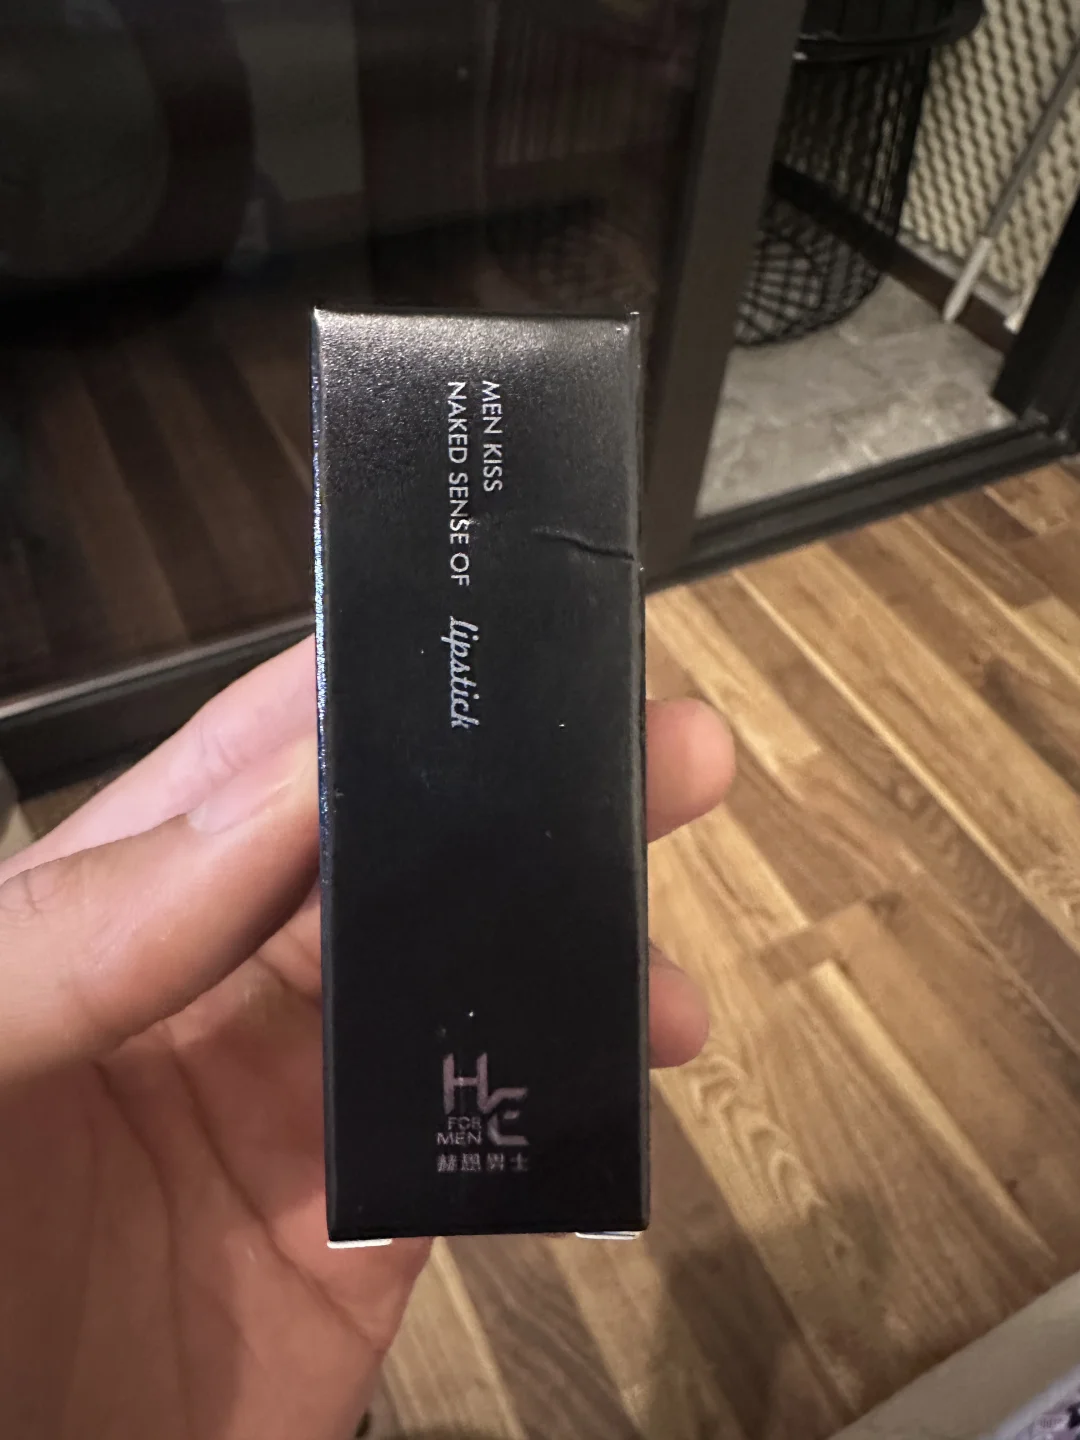 MEN KISS
NAKED SENSE OF lipstick
HE
FOR
MEN
赫恩男士